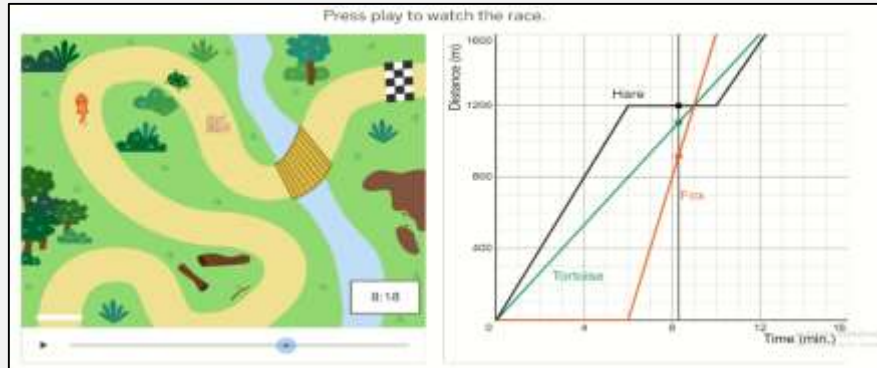 Press play to watch the race.
8:18
Distance (m)
1600
1200
800
400
0
4
8
12
16
Time (min.)
Hare
Fox
Tortoise